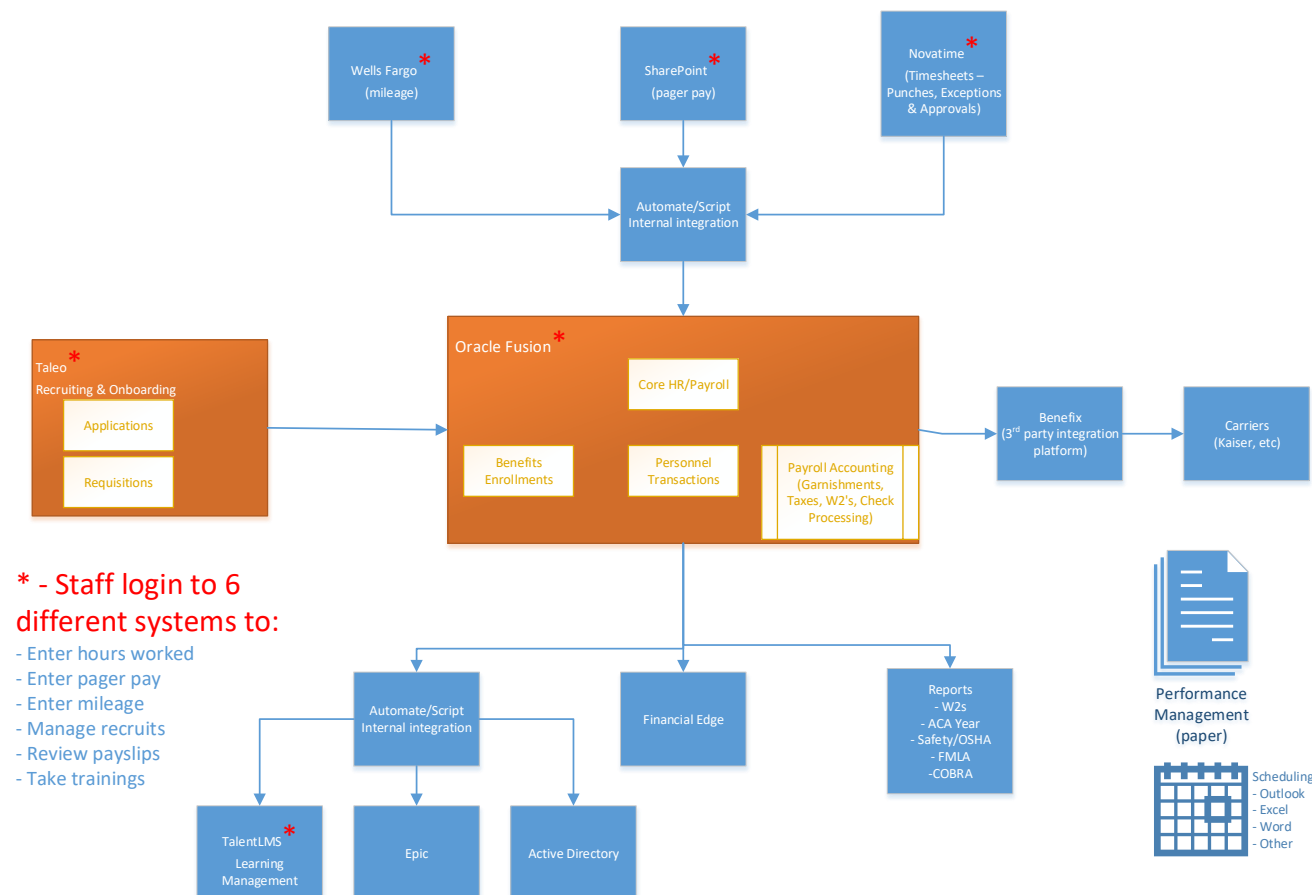 Wells Fargo *
(mileage)
SharePoint *
(pager pay)
Novatime *
(Timesheets –
Punches, Exceptions
& Approvals)
Automate/Script
Internal integration
Taleo *
Recruiting & Onboarding
Applications
Requisitions
Oracle Fusion *
Core HR/Payroll
Benefits
Enrollments
Personnel
Transactions
Payroll Accounting
(Garnishments,
Taxes, W2's, Check
Processing)
Benefix
(3rd party integration
platform)
Carriers
(Kaiser, etc)
* - Staff login to 6
different systems to:
- Enter hours worked
- Enter pager pay
- Enter mileage
- Manage recruits
- Review payslips
- Take trainings
Automate/Script
Internal integration
Financial Edge
Reports
- W2s
- ACA Year
- Safety/OSHA
- FMLA
-COBRA
Performance
Management
(paper)
Scheduling
- Outlook
- Excel
- Word
- Other
TalentLMS *
Learning
Management
Epic
Active Directory